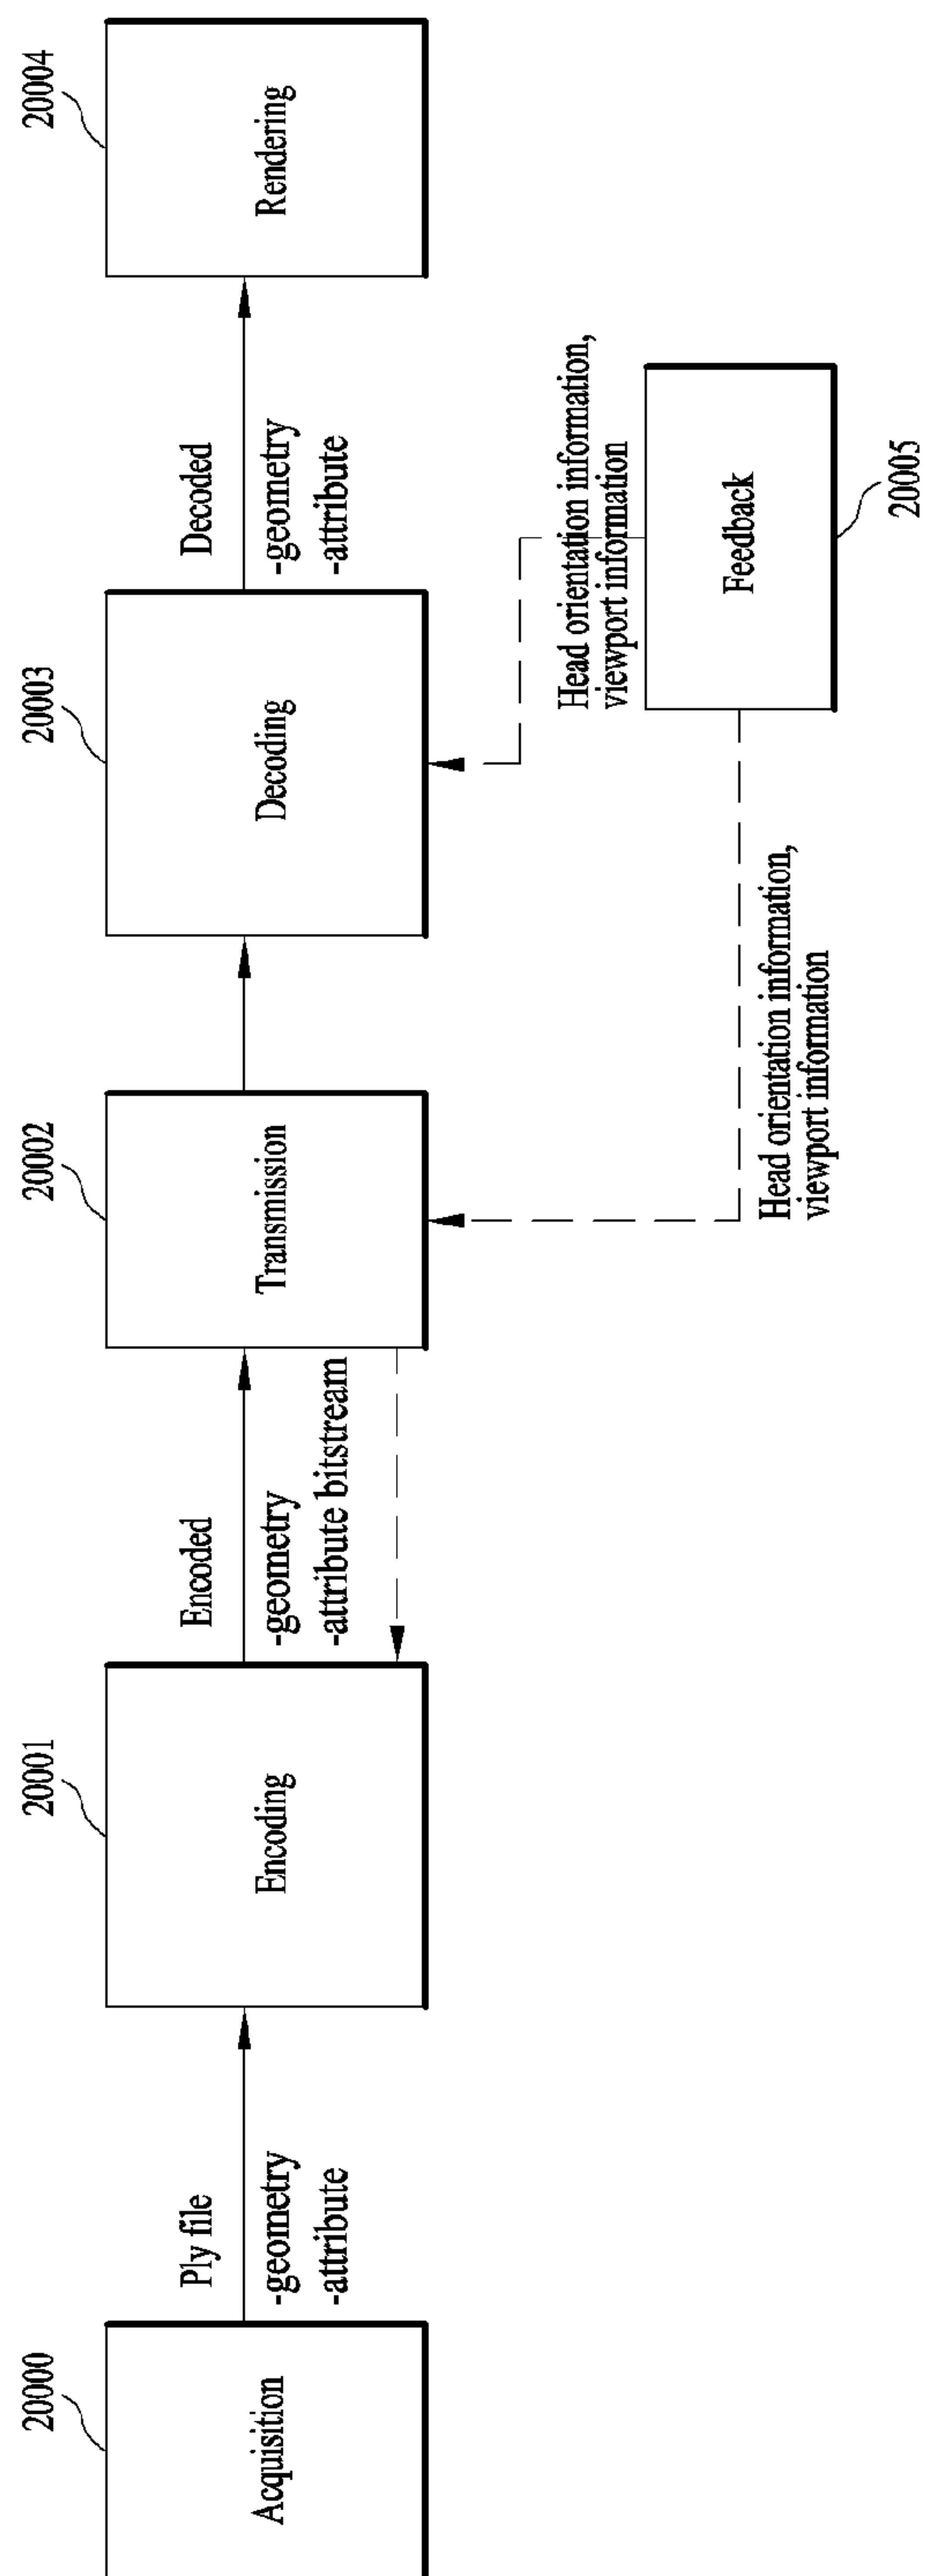 20000
Acquisition
Ply file
-geometry
-attribute
20001
Encoding
Encoded
-geometry
-attribute bitstream
20002
Transmission
20003
Decoding
Decoded
-geometry
-attribute
20004
Rendering
Head orientation information,
viewport information
Feedback
20005
Head orientation information,
viewport information